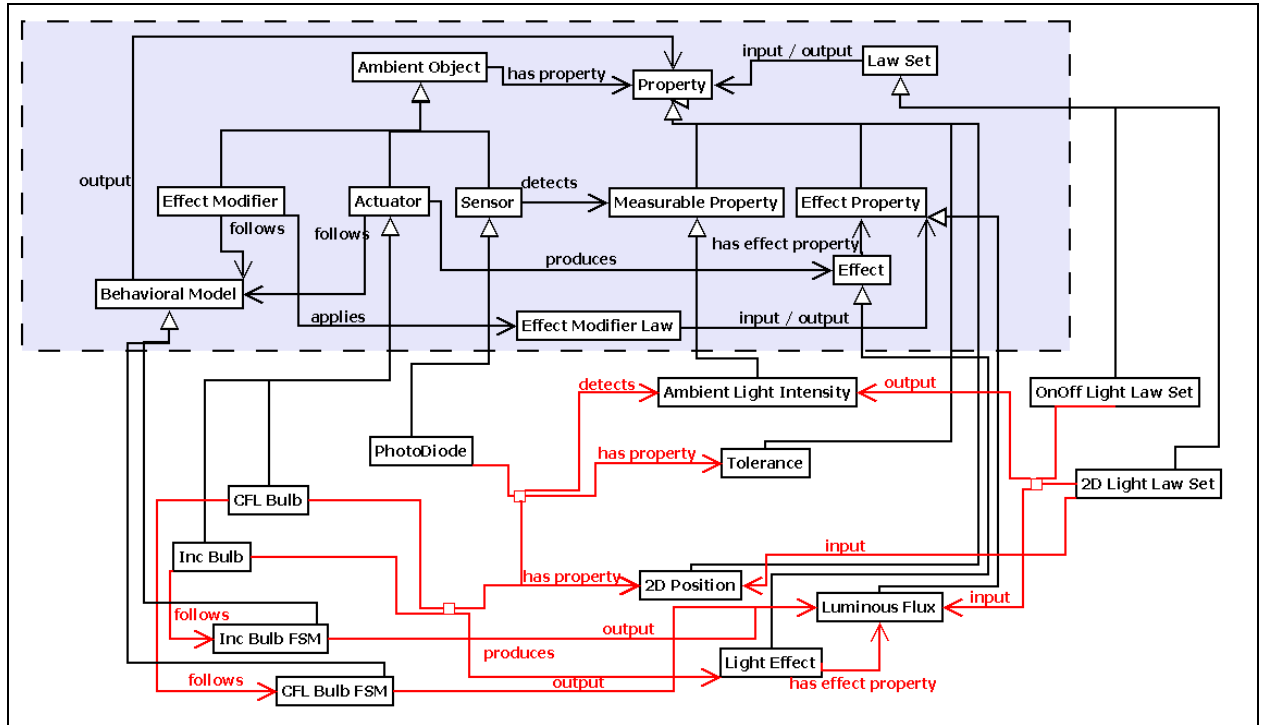 input / output
Ambient Object
has property
Property
Law Set
output
detects
Effect Modifier
Actuator
Sensor
Measurable Property
Effect Property
follows
follows
has effect property
produces
Effect
Behavioral Model
applies
Effect Modifier Law
input / output
detects
Ambient Light Intensity
output
OnOff Light Law Set
PhotoDiode
has property
Tolerance
CFL Bulb
2D Light Law Set
Inc Bulb
input
has property
2D Position
follows
Luminous Flux
input
Inc Bulb FSM
output
produces
Light Effect
follows
CFL Bulb FSM
output
has effect property